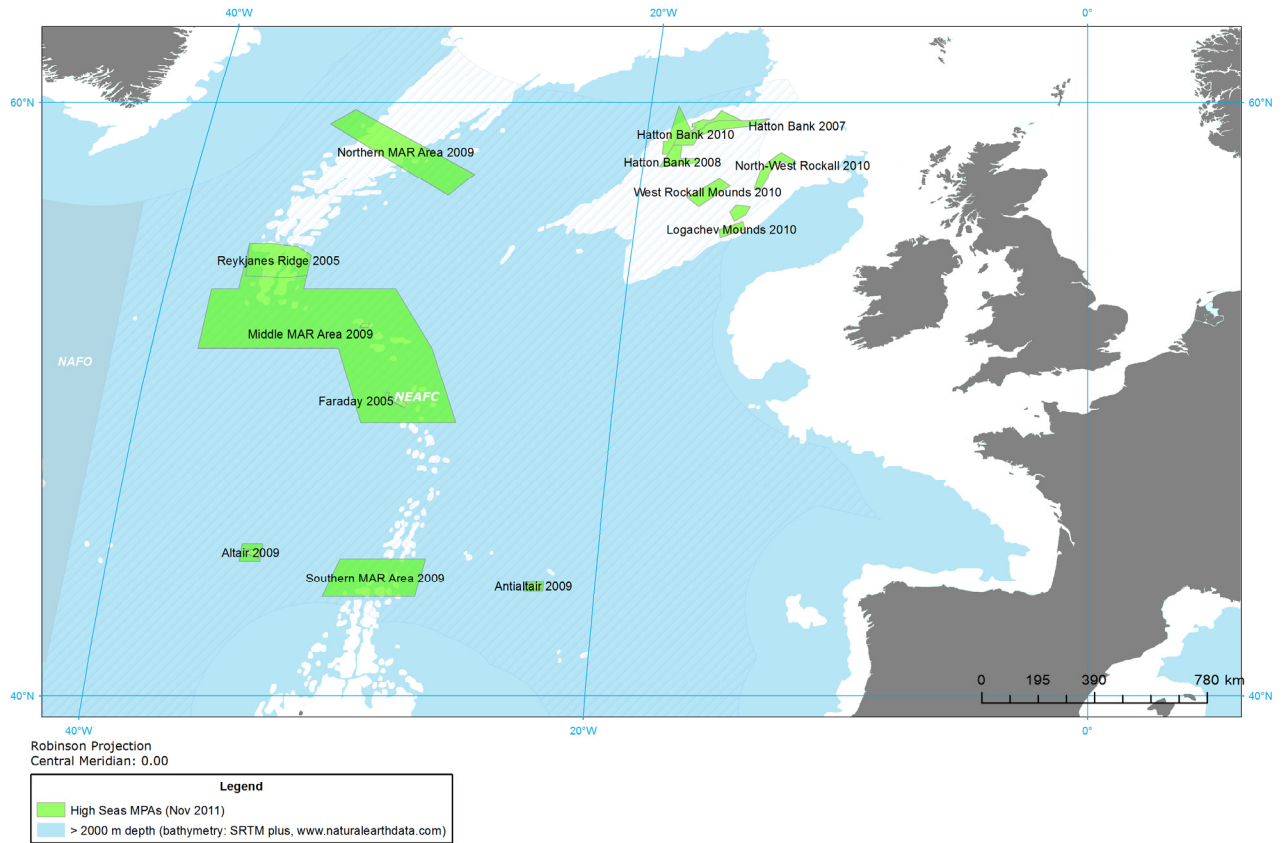 40°W
20°W
0°
60°N
60°N
Hatton Bank 2007
Hatton Bank 2010
Northern MAR Area 2009
Hatton Bank 2008
North-West Rockall 2010
West Rockall Mounds 2010
Logachev Mounds 2010
Reykjanes Ridge 2005
Middle MAR Area 2009
NAFO
Faraday 2005
NEAFC
Altair 2009
Southern MAR Area 2009
Antialtair 2009
0 195 390 780 km
40°N
40°N
40°W
20°W
0°
Robinson Projection
Central Meridian: 0.00
Legend
High Seas MPAs (Nov 2011)
> 2000 m depth (bathymetry: SRTM plus, www.naturalearthdata.com)